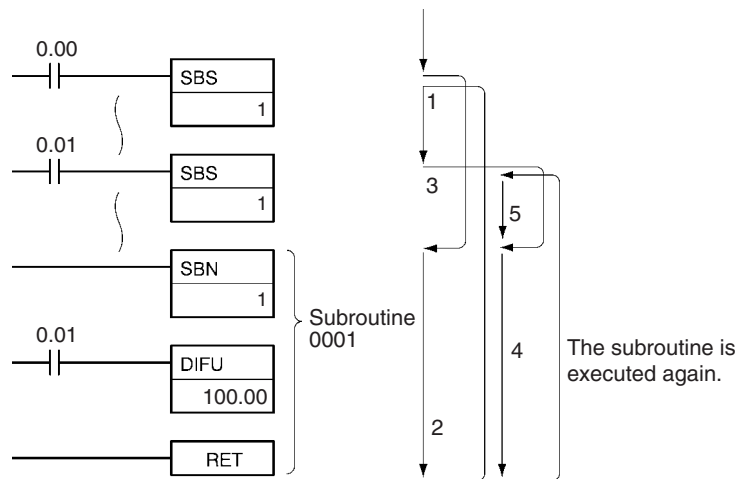 0.00
SBS
1
0.01
SBS
1
SBN
1
Subroutine
0001
0.01
DIFU
100.00
RET
1
3
5
4
2
The subroutine is
executed again.